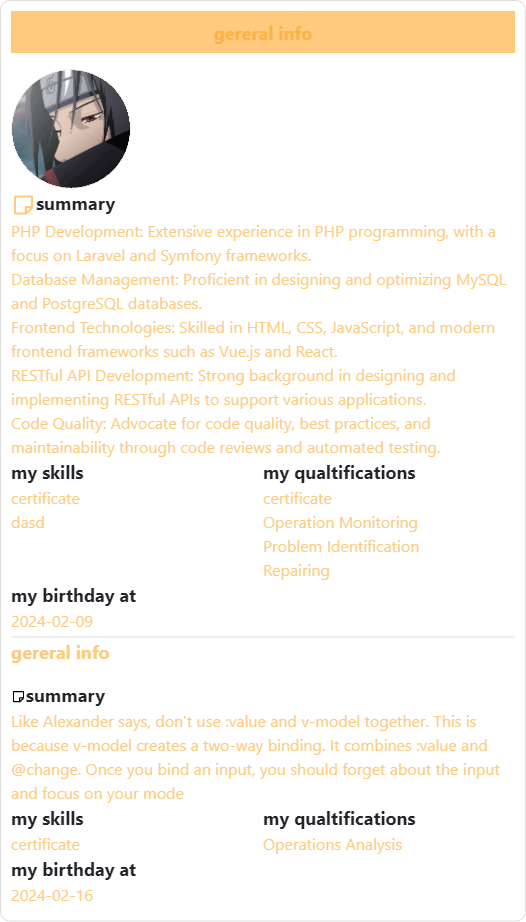 gereral info
summary
PHP Development: Extensive experience in PHP programming, with a
focus on Laravel and Symfony frameworks.
Database Management: Proficient in designing and optimizing MySQL
and PostgreSQL databases.
Frontend Technologies: Skilled in HTML, CSS, JavaScript, and modern
frontend frameworks such as Vue.js and React.
RESTful API Development: Strong background in designing and
implementing RESTful APIs to support various applications.
Code Quality: Advocate for code quality, best practices, and
maintainability through code reviews and automated testing.
my skills
certificate
dasd
my qualtifications
certificate
Operation Monitoring
Problem Identification
Repairing
my birthday at
2024-02-09
gereral info
summary
Like Alexander says, don't use :value and v-model together. This is
because v-model creates a two-way binding. It combines :value and
@change. Once you bind an input, you should forget about the input
and focus on your mode
my skills
certificate
my qualtifications
Operations Analysis
my birthday at
2024-02-16